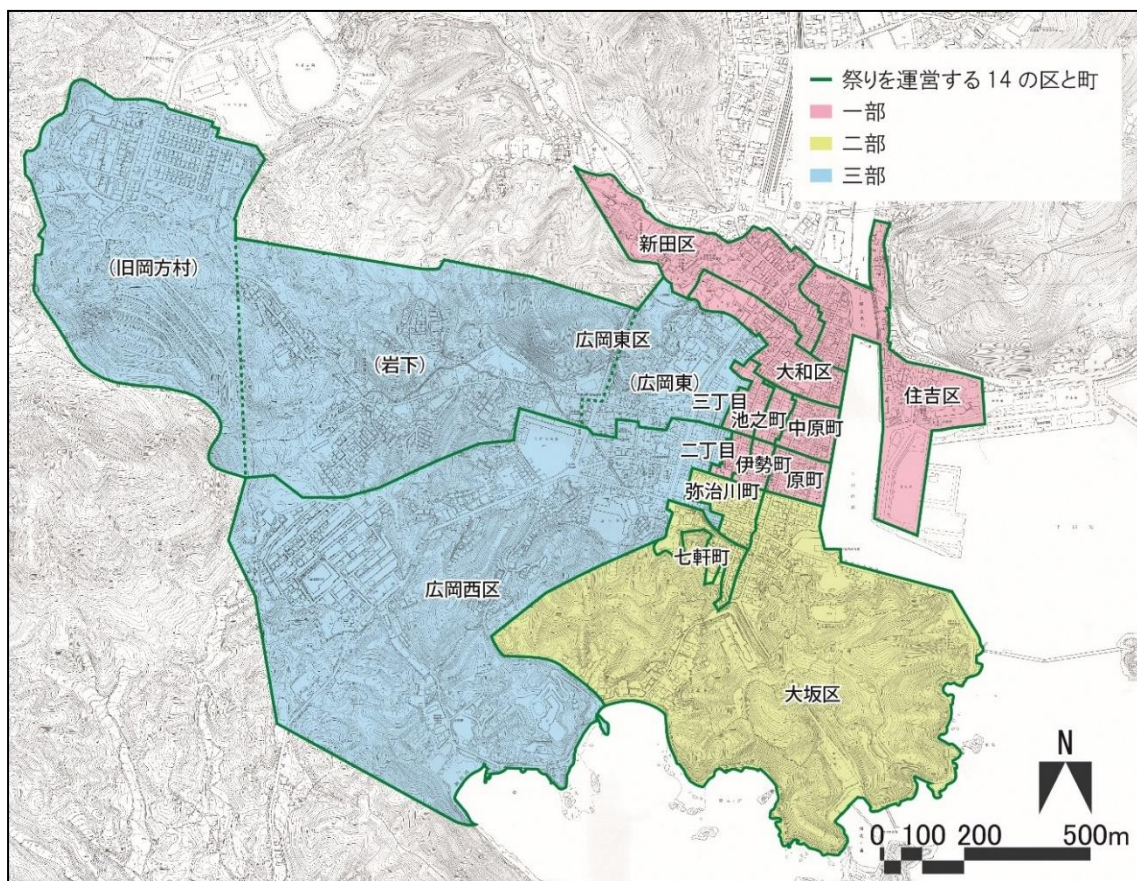 祭りを運営する14の区と町
一部
二部
三部
新田区
(旧岡方村)
広岡東区
(岩下)
(広岡東)
大和区
住吉区
三丁目
池之町
中原町
二丁目
伊勢町
原町
弥治川町
七軒町
広岡西区
大坂区
N
0 100 200 500m